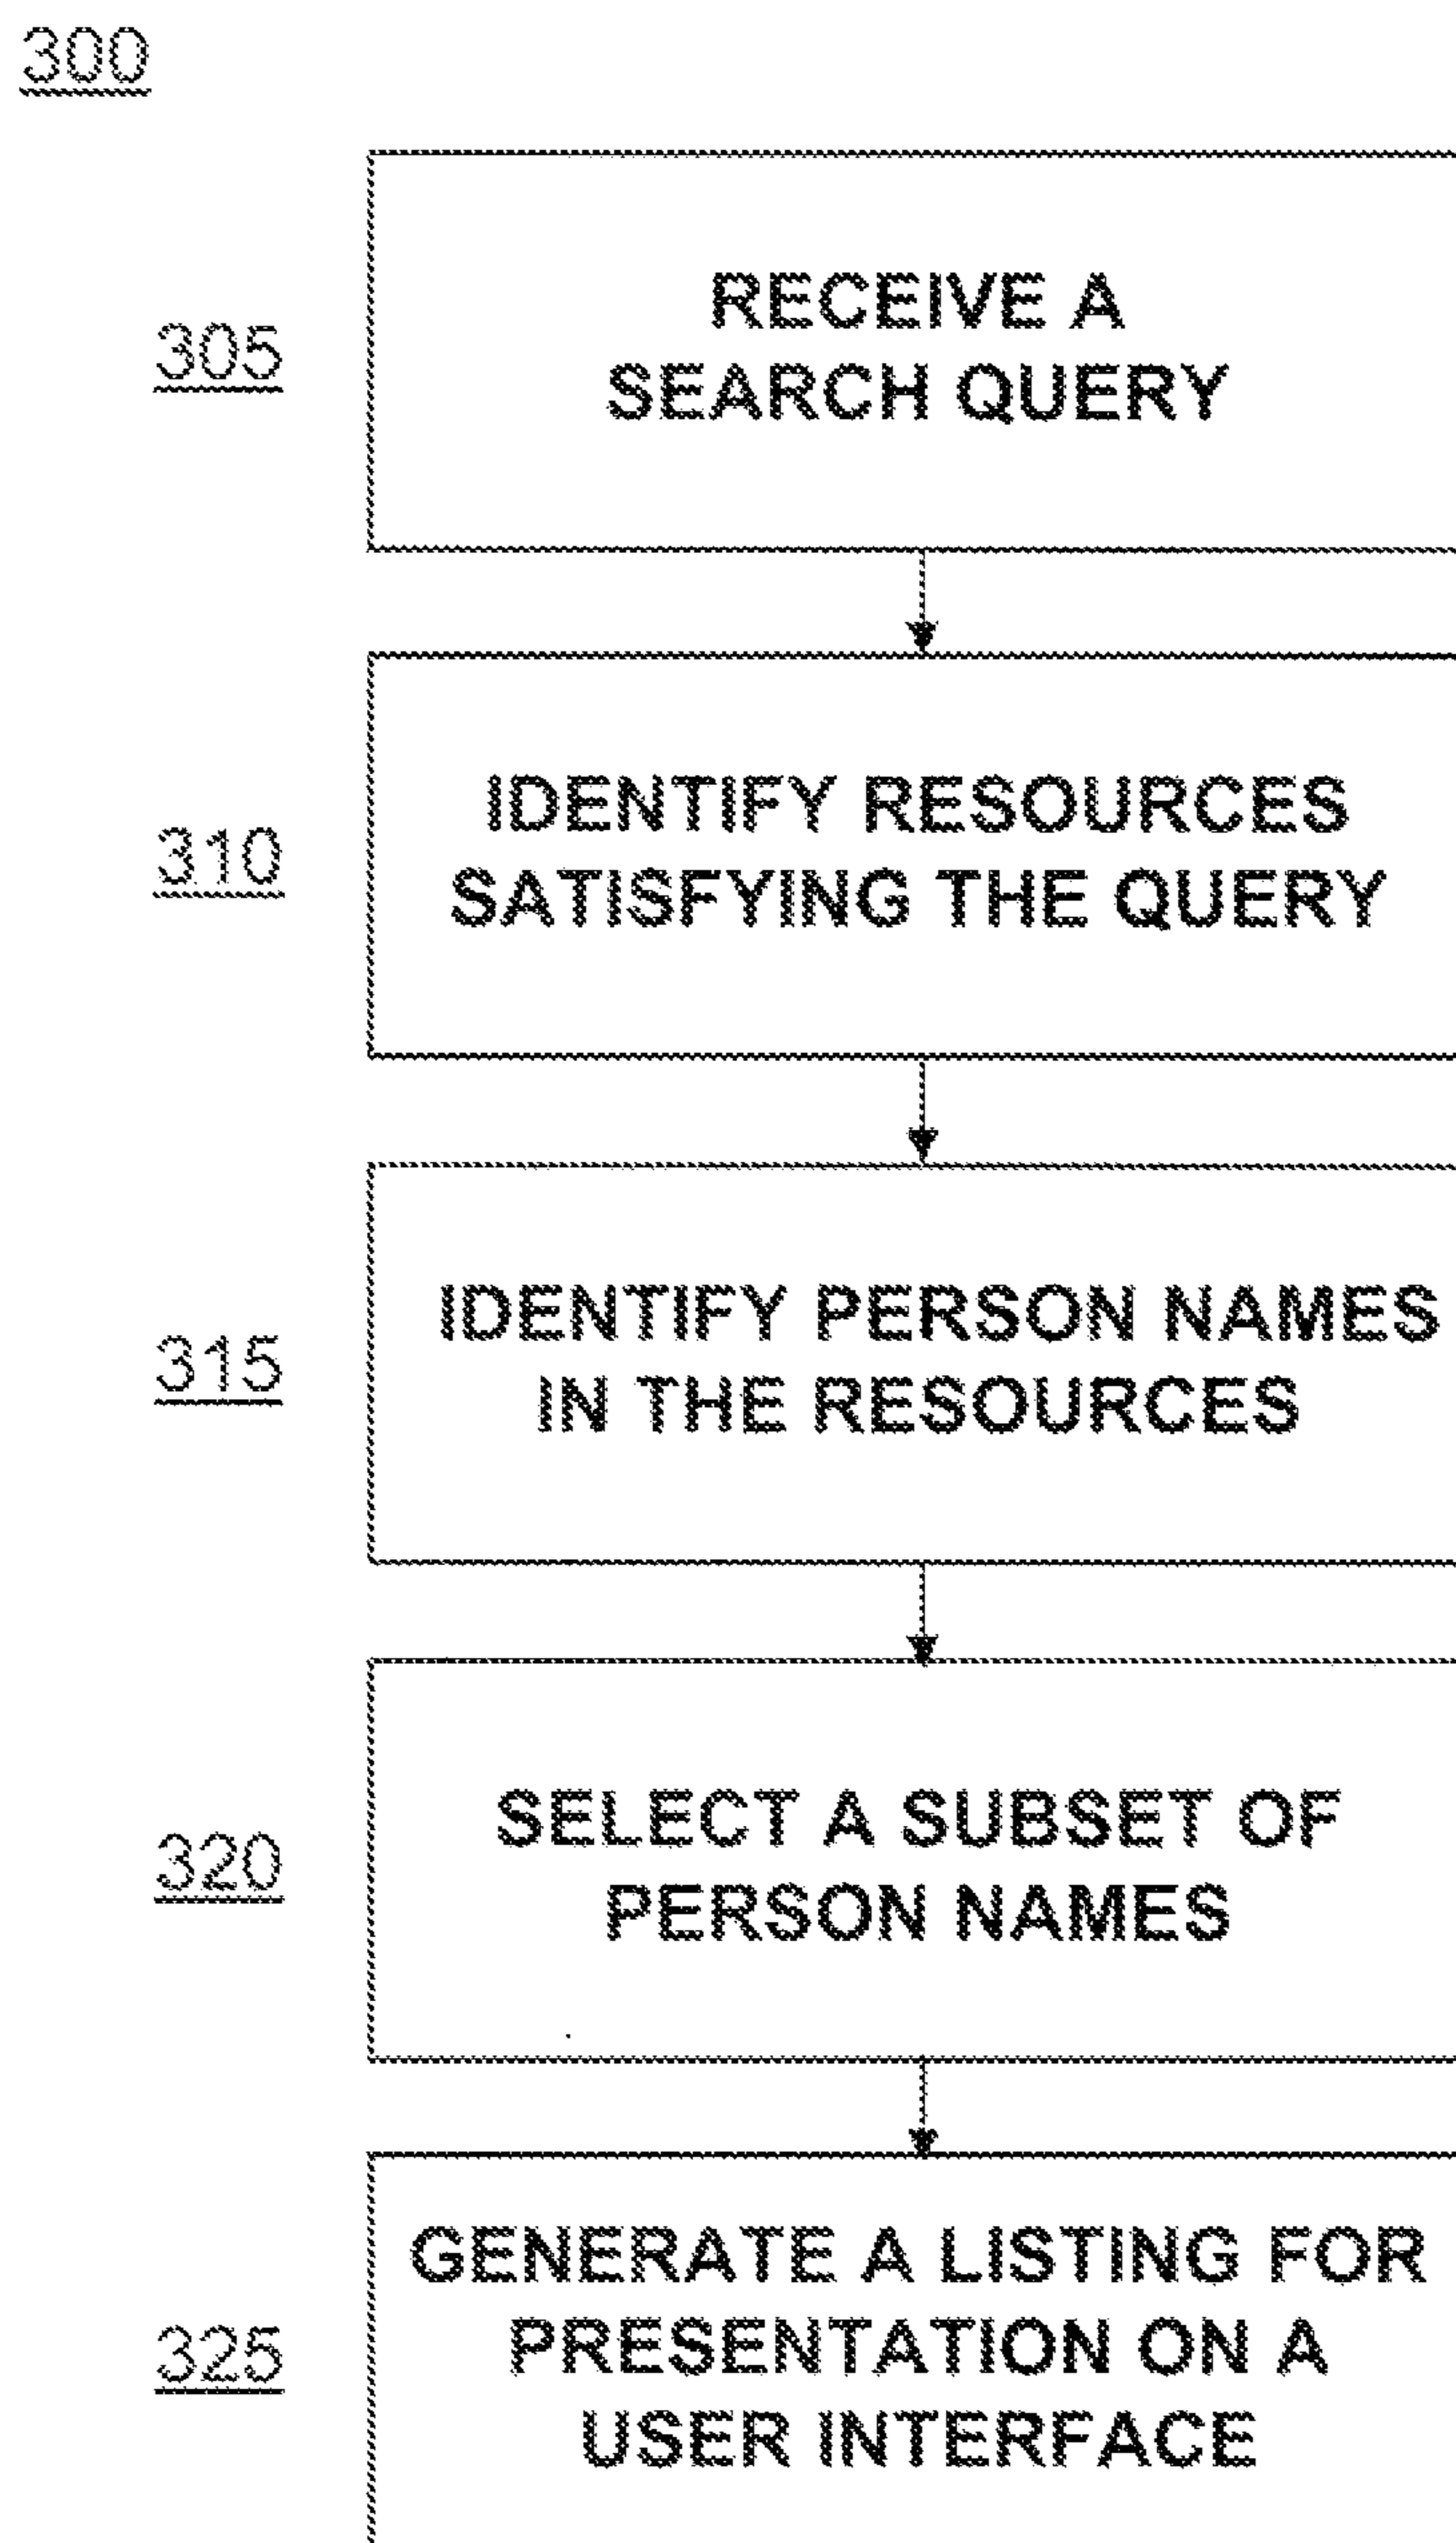 300
305
RECEIVE A
SEARCH QUERY
310
IDENTIFY RESOURCES
SATISFYING THE QUERY
315
IDENTIFY PERSON NAMES
IN THE RESOURCES
320
SELECT A SUBSET OF
PERSON NAMES
325
GENERATE A LISTING FOR
PRESENTATION ON A
USER INTERFACE